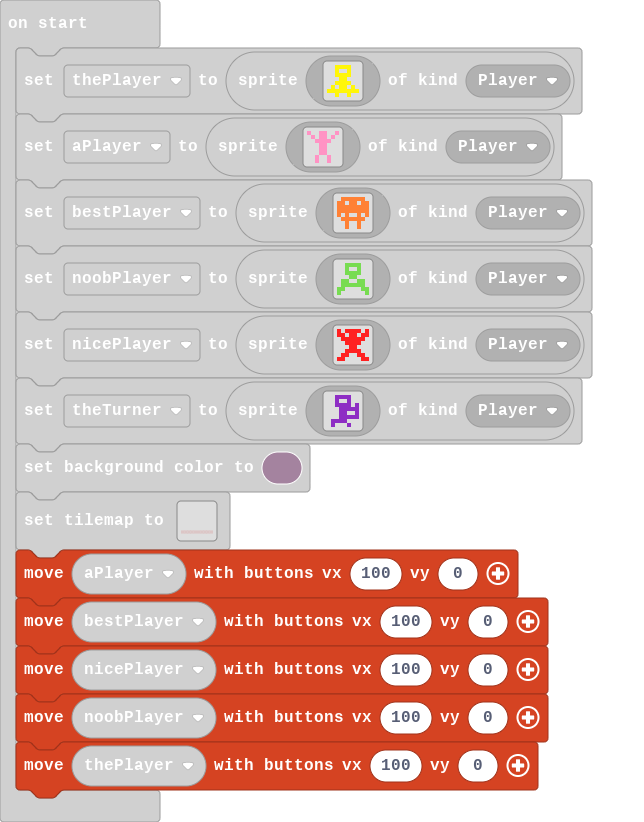 on start
set thePlayer to sprite of kind Player
set aPlayer to sprite of kind Player
set bestPlayer to sprite of kind Player
set noobPlayer to sprite of kind Player
set nicePlayer to sprite of kind Player
set theTurner to sprite of kind Player
set background color to
set tilemap to
move aPlayer with buttons vx 100 vy 0
move bestPlayer with buttons vx 100 vy 0
move nicePlayer with buttons vx 100 vy 0
move noobPlayer with buttons vx 100 vy 0
move thePlayer with buttons vx 100 vy 0